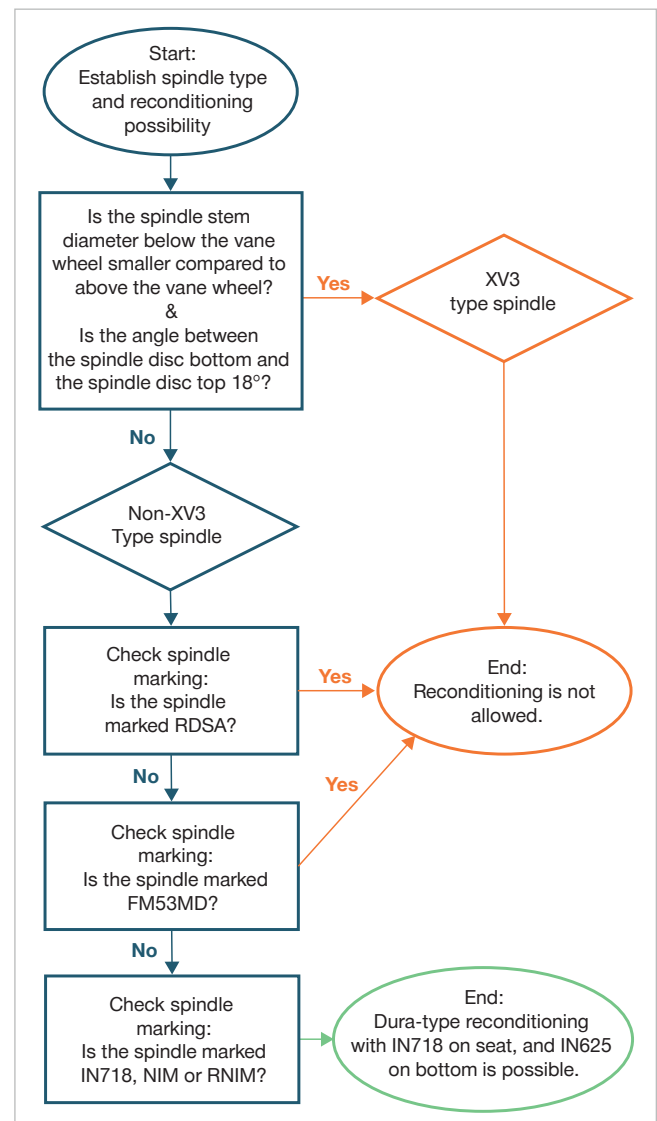 Start:
Establish spindle type
and reconditioning
possibility
Is the spindle stem
diameter below the vane
wheel smaller compared to
above the vane wheel?
&
Is the angle between
the spindle disc bottom and
the spindle disc top 18°?
Yes
XV3
type spindle
No
Non-XV3
Type spindle
Check spindle
marking:
Is the spindle
marked RDSA?
Yes
End:
Reconditioning is not
allowed.
No
Yes
Check spindle
marking:
Is the spindle marked
FM53MD?
No
Check spindle
marking:
Is the spindle marked
IN718, NIM or RNIM?
End:
Dura-type reconditioning
with IN718 on seat, and IN625
on bottom is possible.